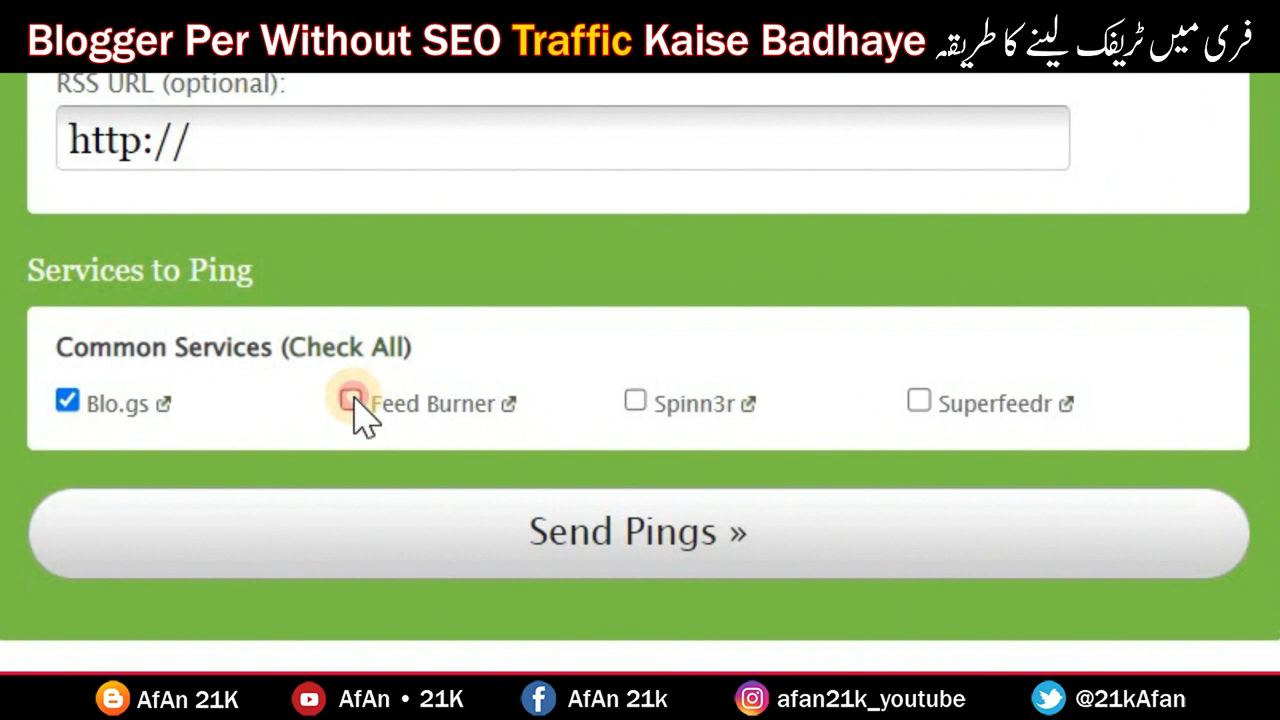 Blogger Per Without SEO Traffic Kaise Badhaye فری میں ٹریفک لینے کا طریقہ
RSS URL (optional):
http://
Services to Ping
Common Services (Check All)
Blo.gs Feed Burner Spinn3r Superfeedr
Send Pings »
AfAn 21K AfAn • 21K AfAn 21k afan21k_youtube @21kAfan